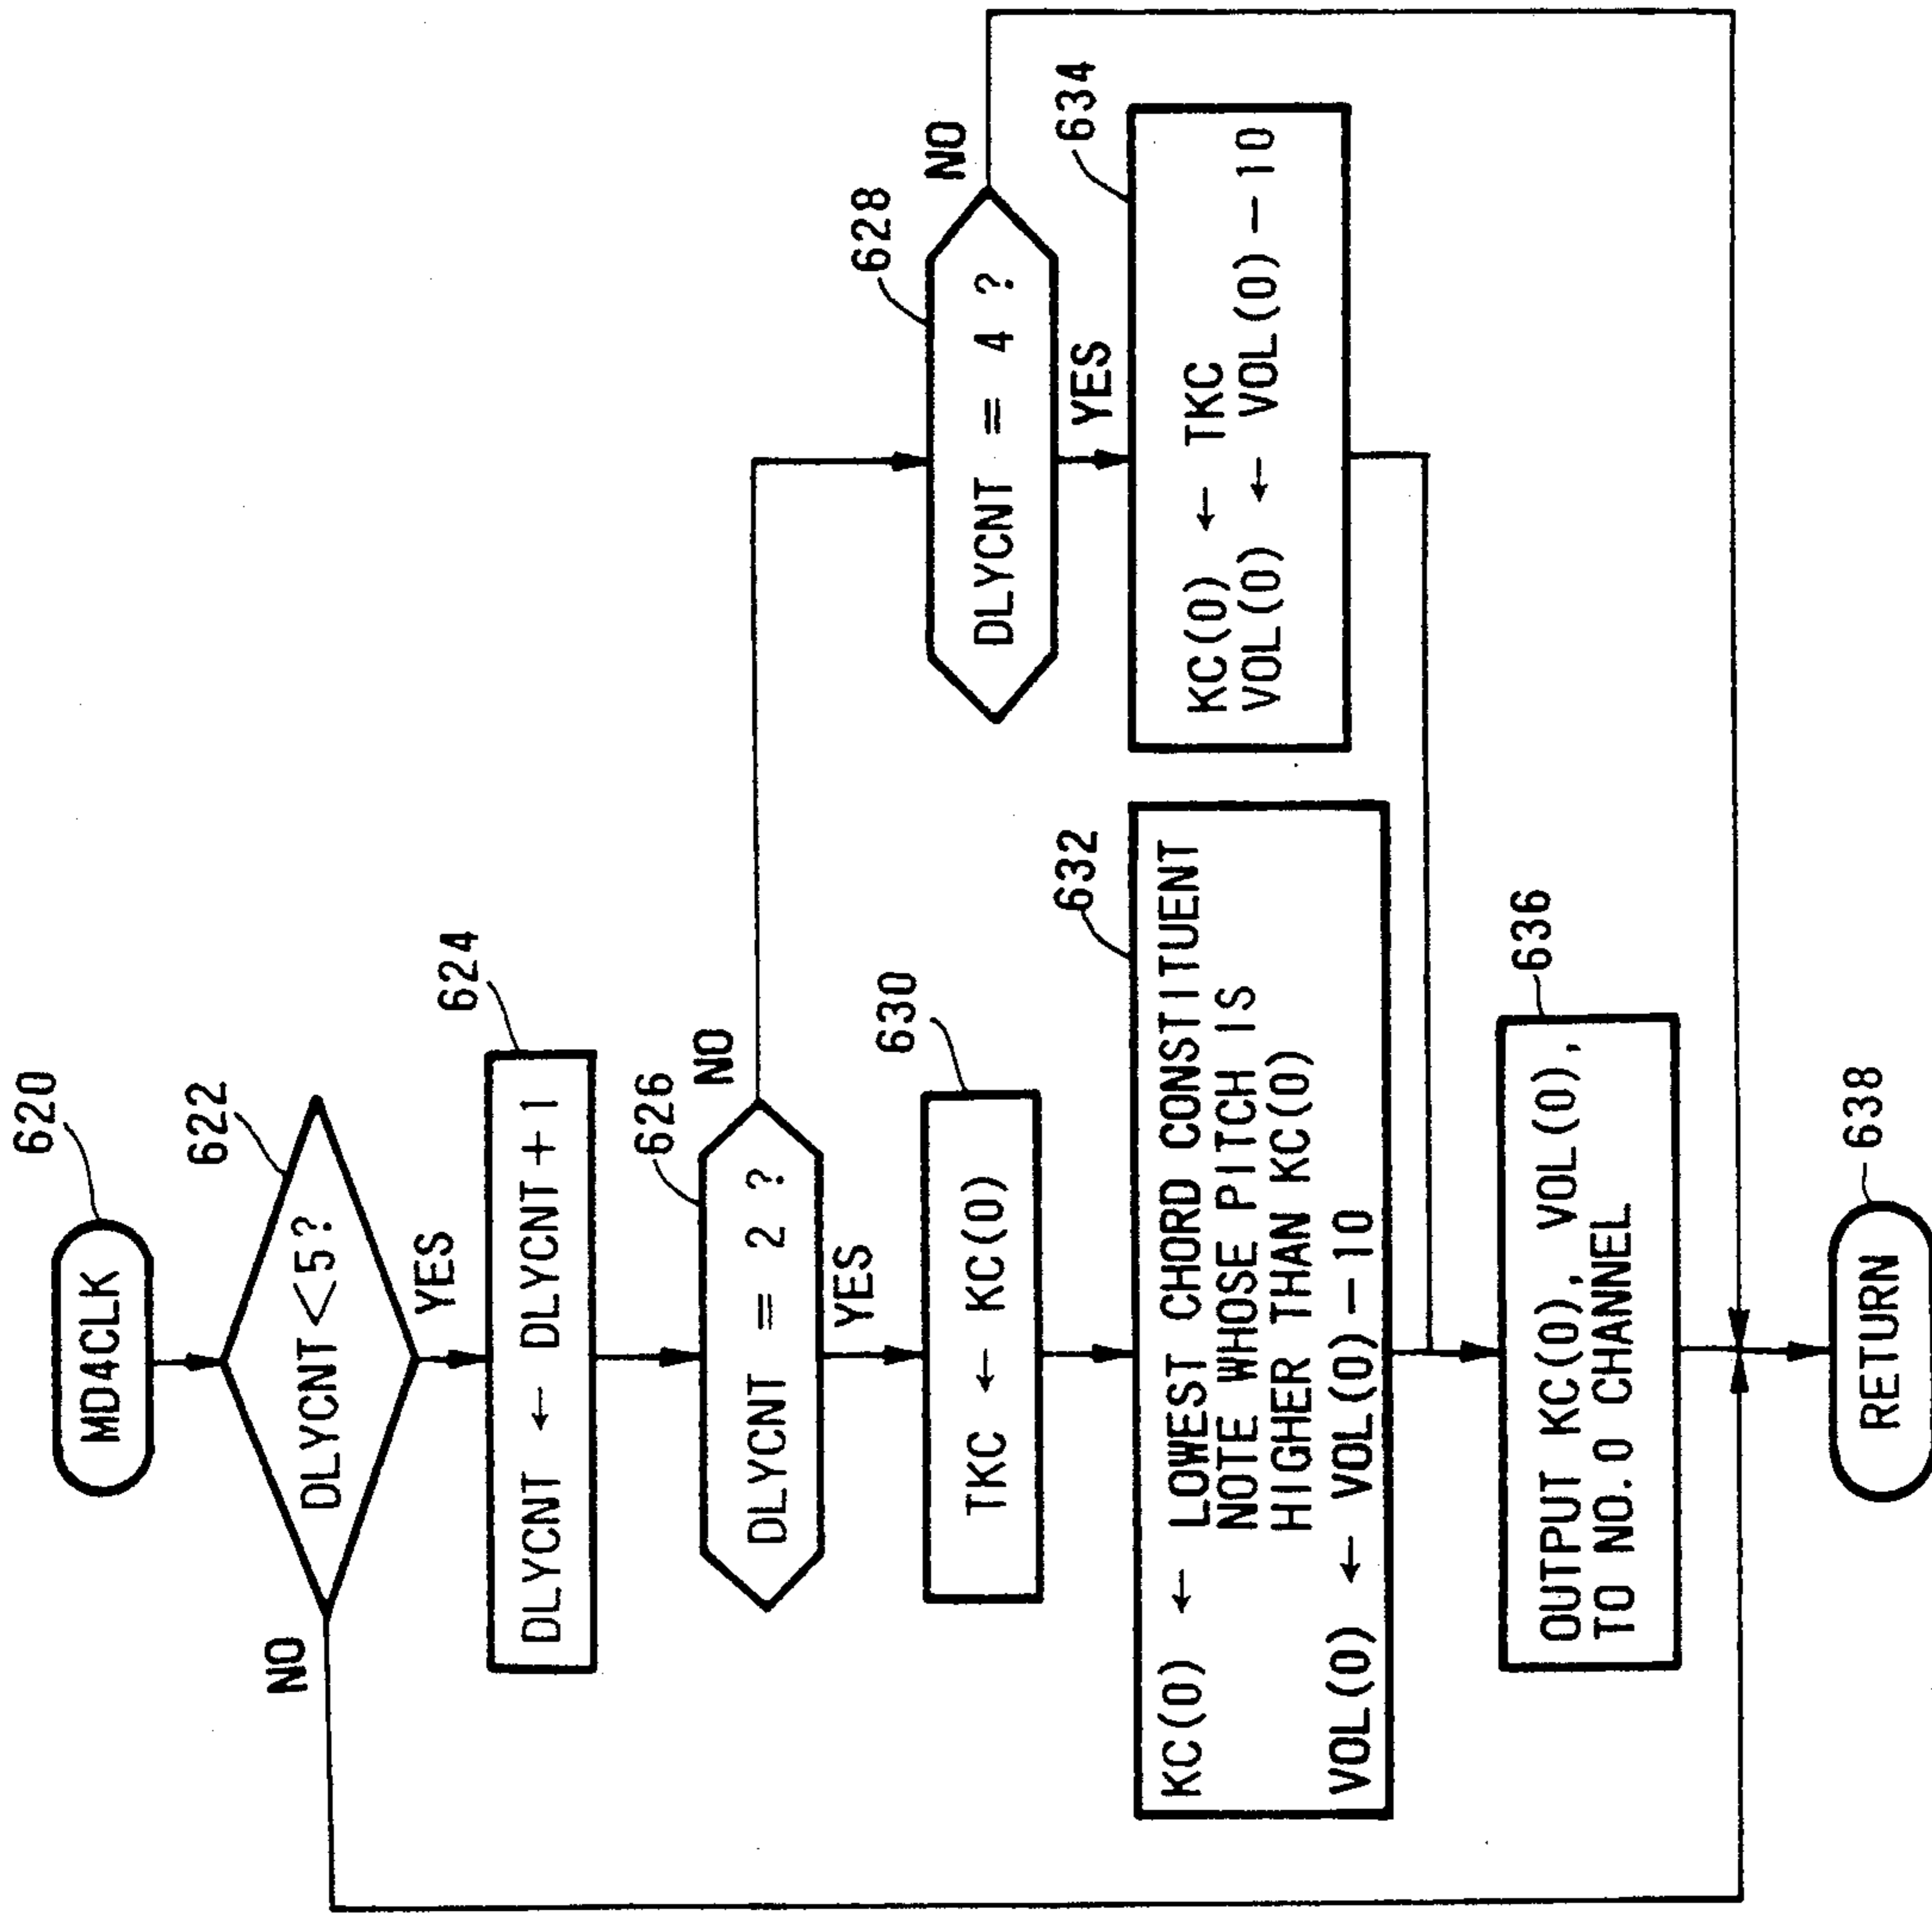 620
MD4CLK
622
DLYCNT <5?
NO
YES
624
DLYCNT ← DLYCNT+1
626
DLYCNT = 2 ?
NO
YES
628
DLYCNT = 4 ?
NO
YES
630
TKC ← KC(0)
632
KC(0) ← LOWEST CHORD CONSTITUENT
NOTE WHOSE PITCH IS
HIGHER THAN KC(0)
VOL(0) ← VOL(0)-10
634
KC(0) ← TKC
VOL(0) ← VOL(0)-10
636
OUTPUT KC(0), VOL(0),
TO NO.0 CHANNEL
638
RETURN